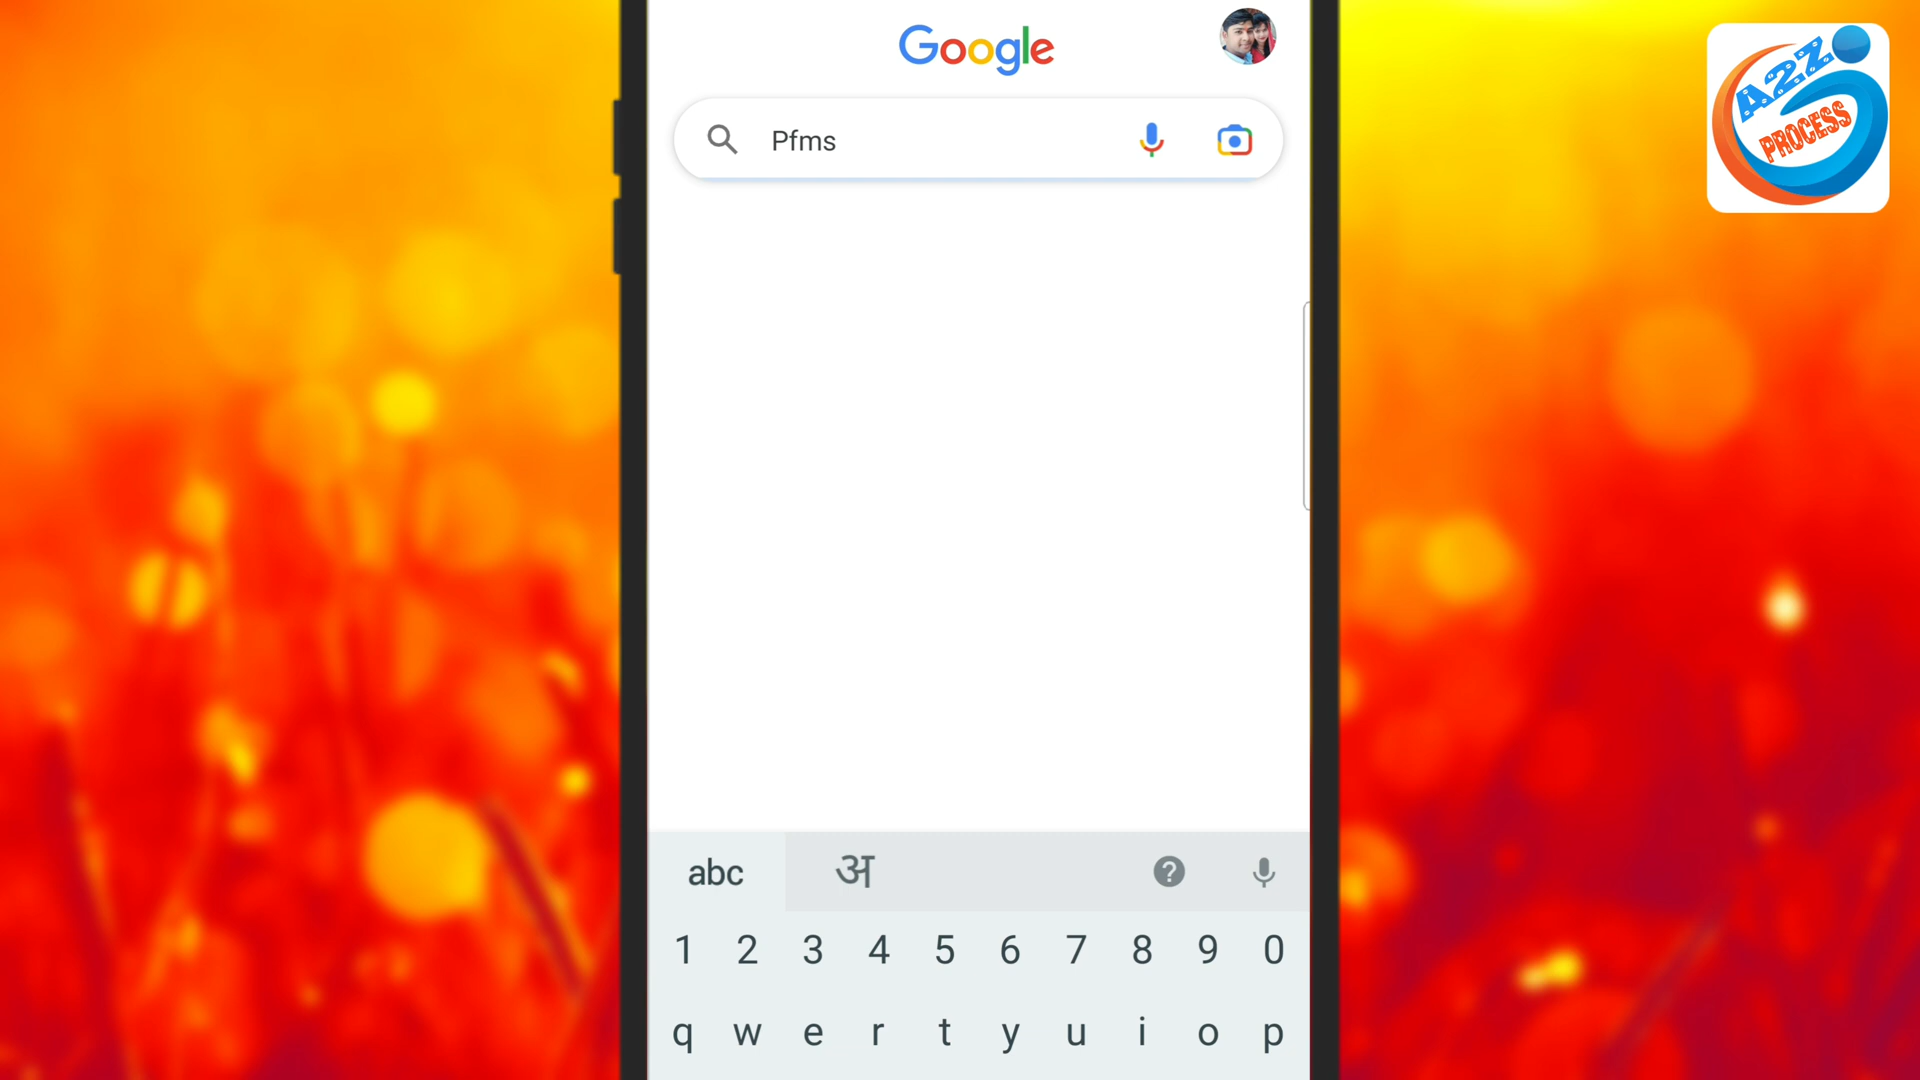 Google
A2Z
PROCESS
Pfms
abc अ ?
1 2 3 4 5 6 7 8 9 0
q w e r t y u i o p